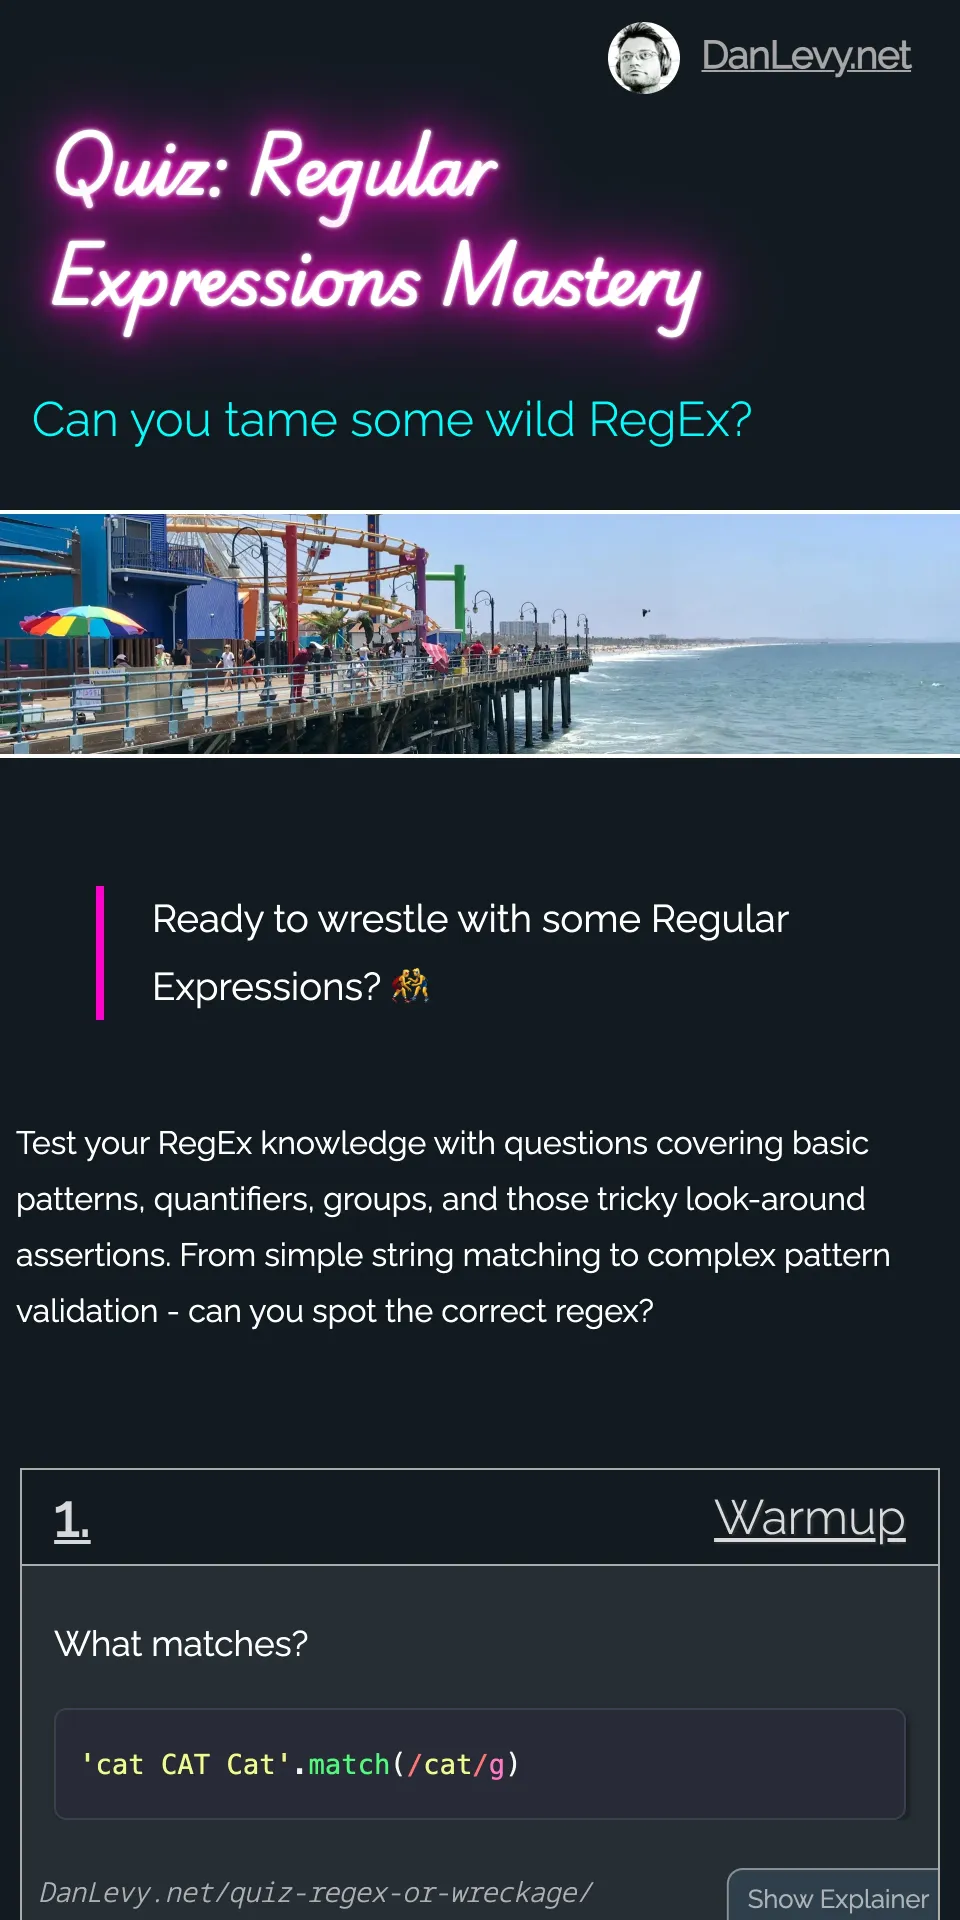 DanLevy.net
Quiz: Regular
Expressions Mastery
Can you tame some wild RegEx?
Ready to wrestle with some Regular
Expressions? 🤼
Test your RegEx knowledge with questions covering basic
patterns, quantifiers, groups, and those tricky look-around
assertions. From simple string matching to complex pattern
validation - can you spot the correct regex?
1.
Warmup
What matches?
'cat CAT Cat'.match(/cat/g)
DanLevy.net/quiz-regex-or-wreckage/
Show Explainer